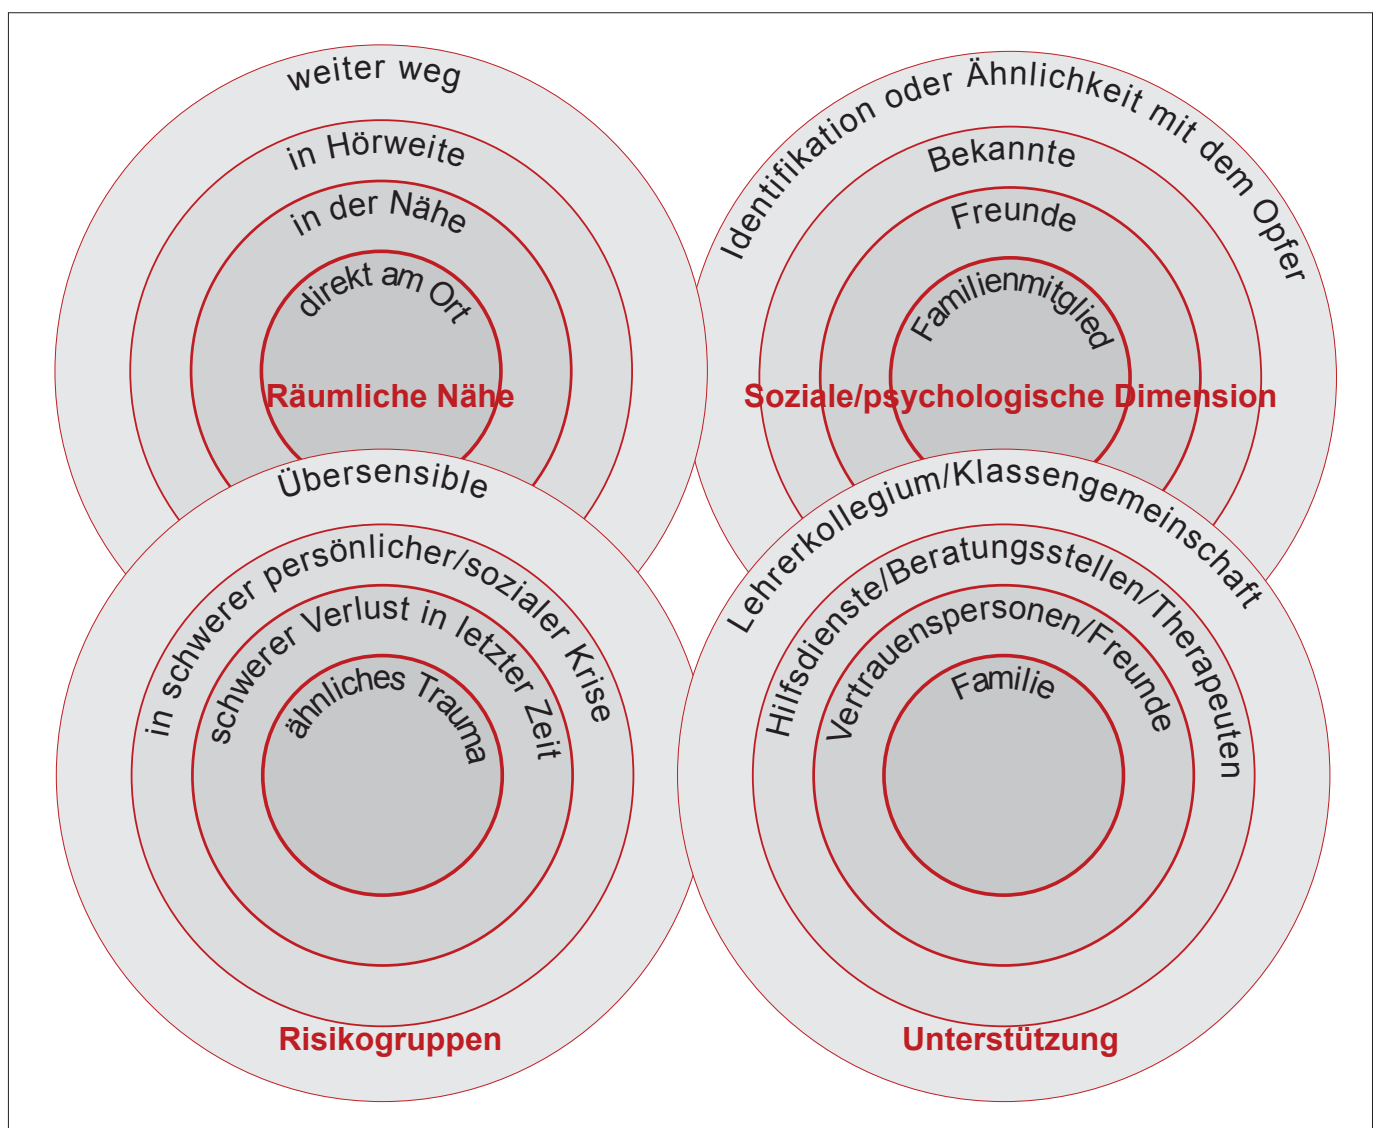 weiter weg
in Hörweite
in der Nähe
direkt am Ort
Räumliche Nähe
Identifikation oder Ähnlichkeit mit dem Opfer
Bekannte
Freunde
Familienmitglied
Soziale/psychologische Dimension
Übersensible
in schwerer persönlicher/sozialer Krise
schwerer Verlust in letzter Zeit
ähnliches Trauma
Risikogruppen
Lehrerkollegium/Klassengemeinschaft
Hilfsdienste/Beratungsstellen/Therapeuten
Vertrauenspersonen/Freunde
Familie
Unterstützung